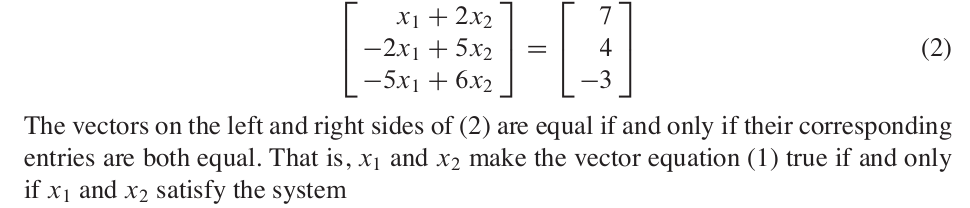 [ x₁ + 2x₂ ] [ 7 ]
[ −2x₁ + 5x₂ ] = [ 4 ] (2)
[ −5x₁ + 6x₂ ] [ −3 ]
The vectors on the left and right sides of (2) are equal if and only if their corresponding
entries are both equal. That is, x₁ and x₂ make the vector equation (1) true if and only
if x₁ and x₂ satisfy the system